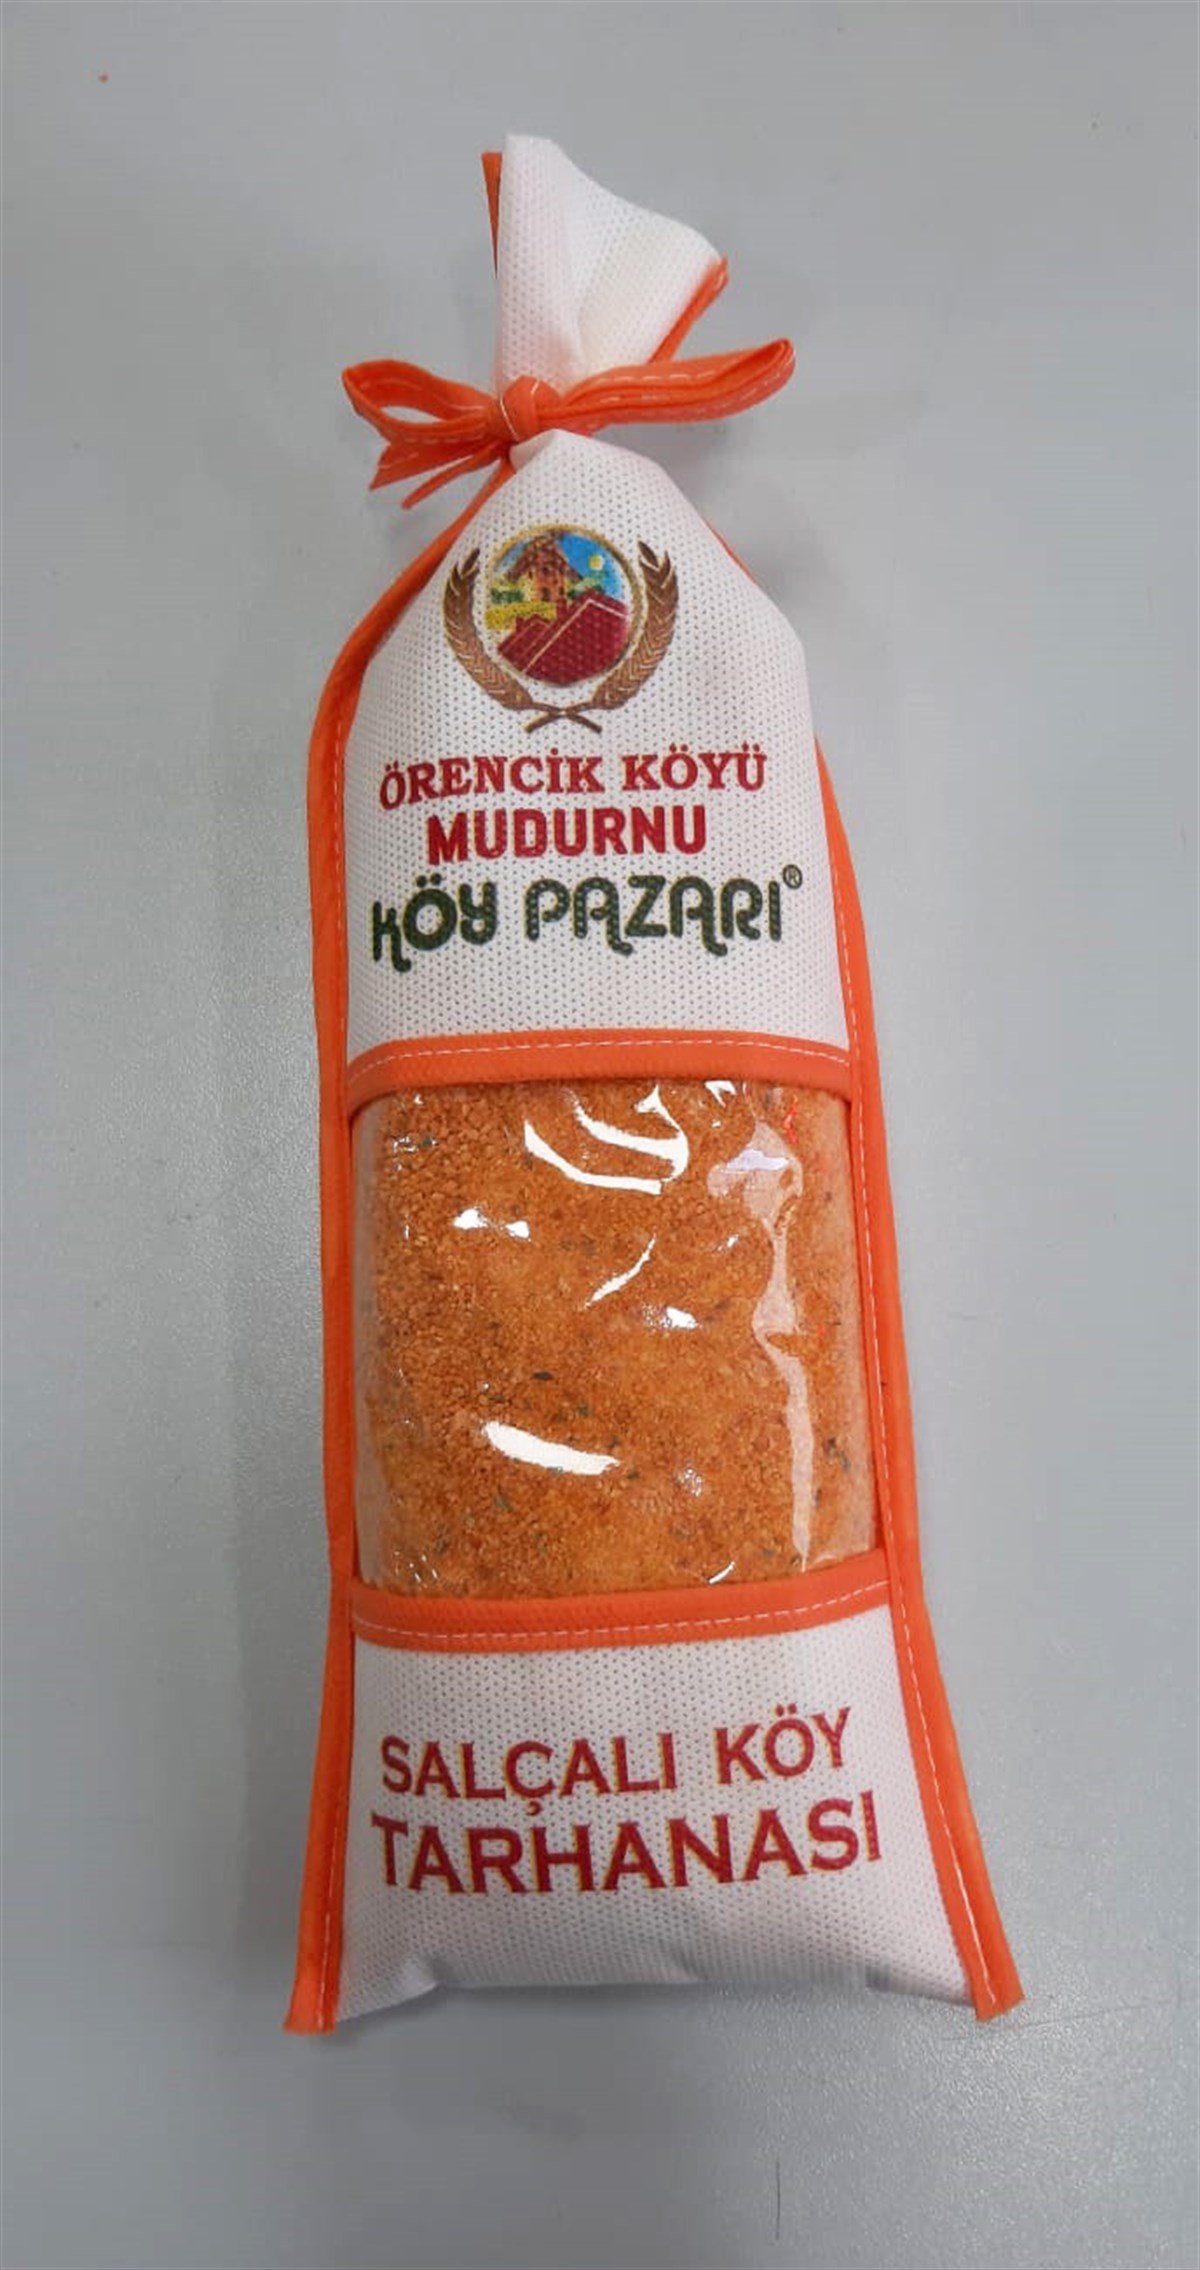 ÖRENCİK KÖYÜ
MUDURNU
KÖY PAZARI®
SALÇALI KÖY
TARHANASI